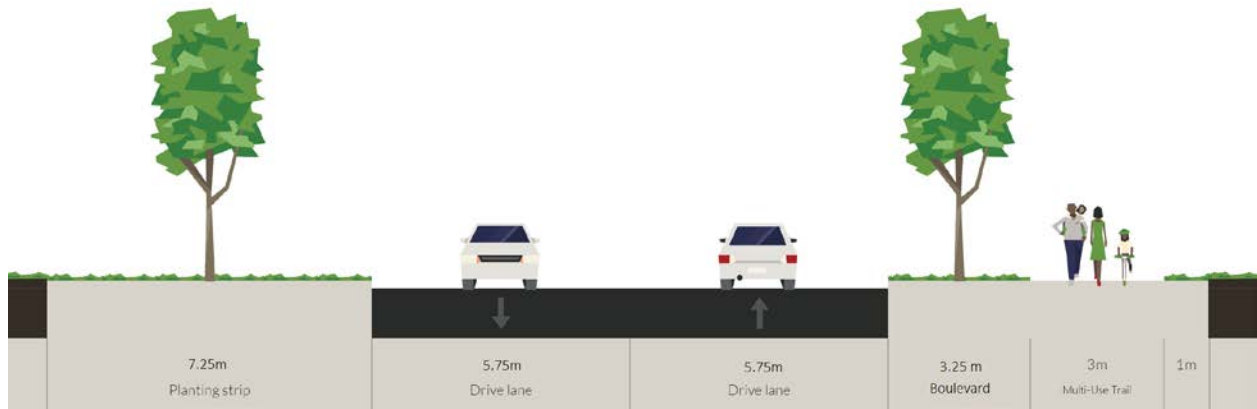 7.25m
Planting strip
5.75m
Drive lane
5.75m
Drive lane
3.25 m
Boulevard
3m
Multi-Use Trail
1m